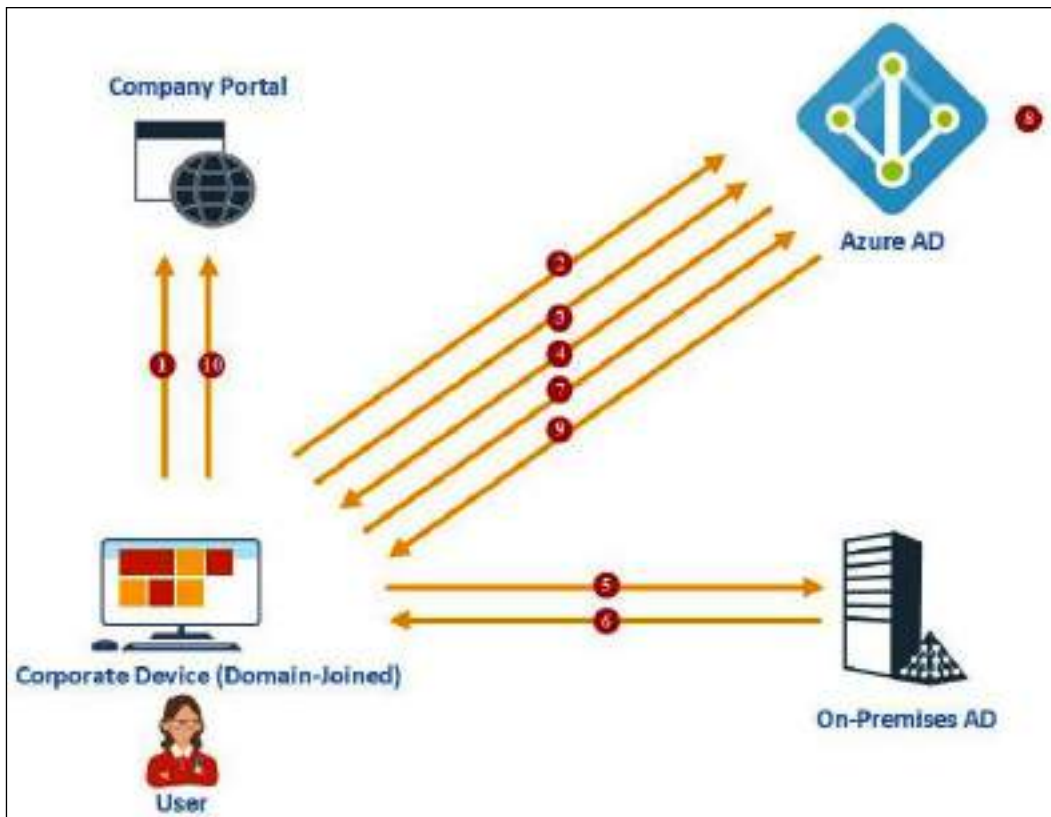 Company Portal
8
Azure AD
2
3
4
7
9
1
10
5
6
Corporate Device (Domain-Joined)
On-Premises AD
User